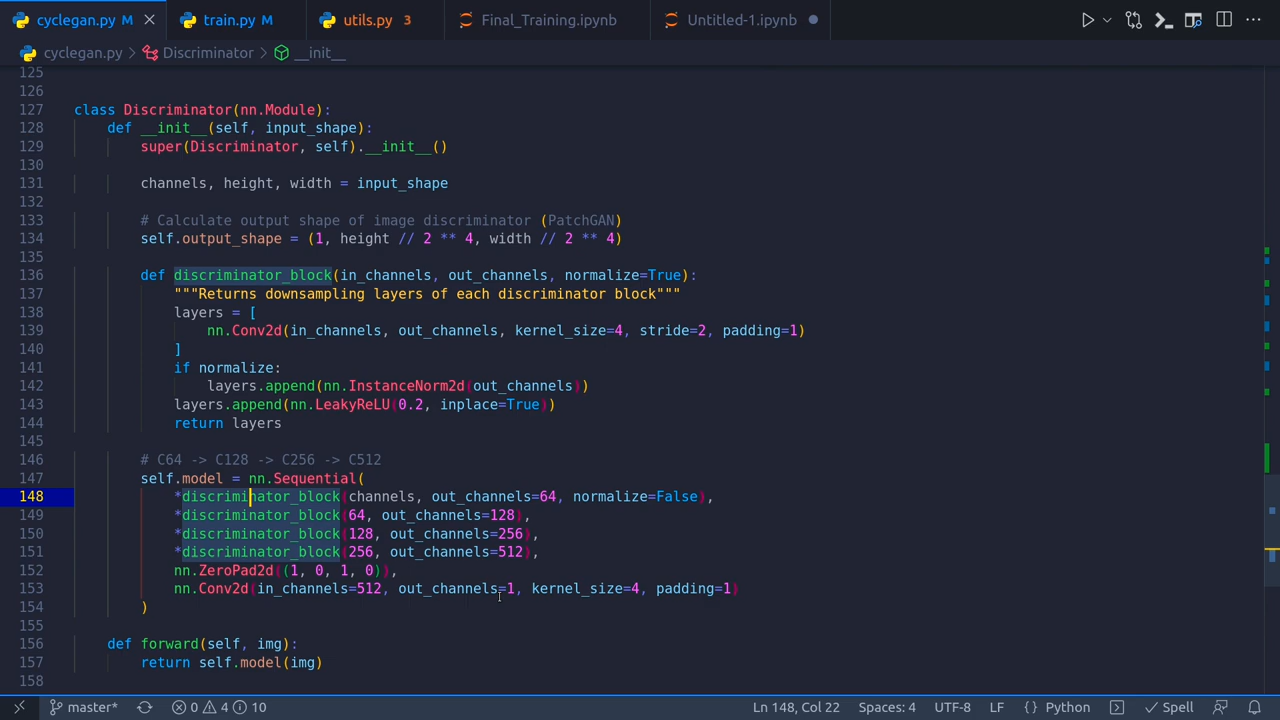 cyclegan.py M train.py M utils.py 3 Final_Training.ipynb Untitled-1.ipynb
cyclegan.py > Discriminator > __init__
125
126
127 class Discriminator(nn.Module):
128 def __init__(self, input_shape):
129 super(Discriminator, self).__init__()
130
131 channels, height, width = input_shape
132
133 # Calculate output shape of image discriminator (PatchGAN)
134 self.output_shape = (1, height // 2 ** 4, width // 2 ** 4)
135
136 def discriminator_block(in_channels, out_channels, normalize=True):
137 """Returns downsampling layers of each discriminator block"""
138 layers = [
139 nn.Conv2d(in_channels, out_channels, kernel_size=4, stride=2, padding=1)
140 ]
141 if normalize:
142 layers.append(nn.InstanceNorm2d(out_channels))
143 layers.append(nn.LeakyReLU(0.2, inplace=True))
144 return layers
145
146 # C64 -> C128 -> C256 -> C512
147 self.model = nn.Sequential(
148 *discriminator_block(channels, out_channels=64, normalize=False),
149 *discriminator_block(64, out_channels=128),
150 *discriminator_block(128, out_channels=256),
151 *discriminator_block(256, out_channels=512),
152 nn.ZeroPad2d((1, 0, 1, 0)),
153 nn.Conv2d(in_channels=512, out_channels=1, kernel_size=4, padding=1)
154 )
155
156 def forward(self, img):
157 return self.model(img)
158
master* 0 4 10 Ln 148, Col 22 Spaces: 4 UTF-8 LF {} Python Spell